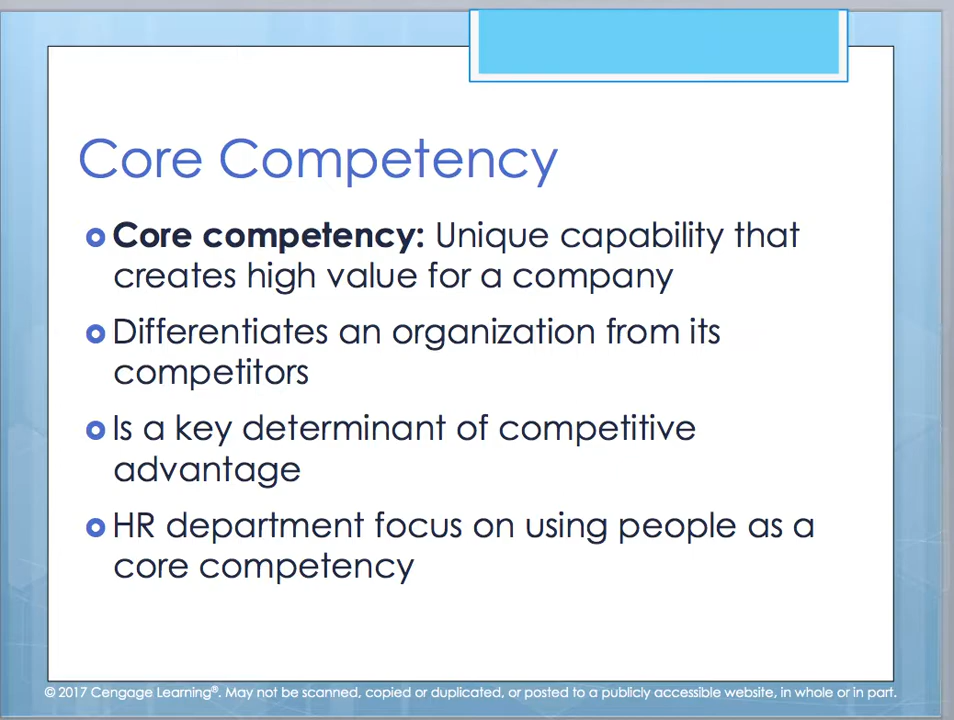 Core Competency
Core competency: Unique capability that
creates high value for a company
Differentiates an organization from its
competitors
Is a key determinant of competitive
advantage
HR department focus on using people as a
core competency
© 2017 Cengage Learning®. May not be scanned, copied or duplicated, or posted to a publicly accessible website, in whole or in part.